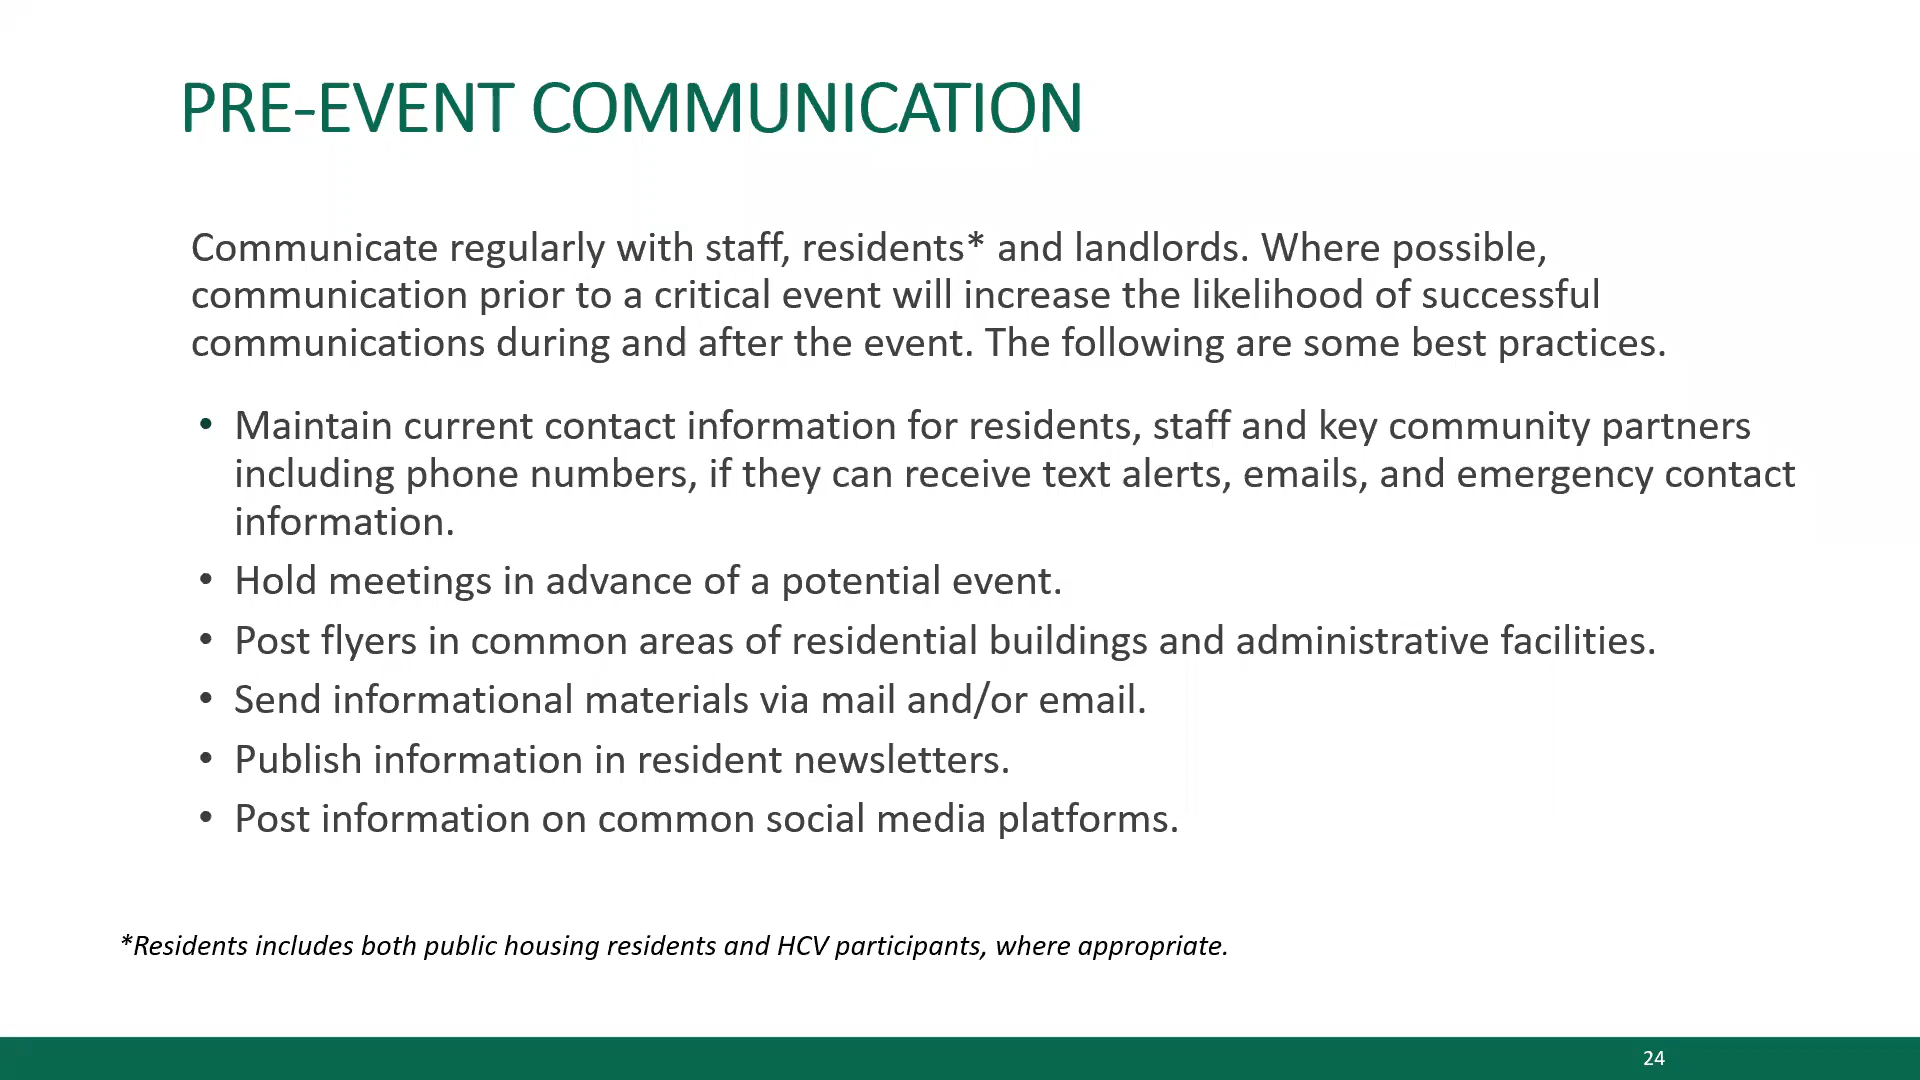 PRE-EVENT COMMUNICATION
Communicate regularly with staff, residents* and landlords. Where possible,
communication prior to a critical event will increase the likelihood of successful
communications during and after the event. The following are some best practices.
• Maintain current contact information for residents, staff and key community partners
including phone numbers, if they can receive text alerts, emails, and emergency contact
information.
• Hold meetings in advance of a potential event.
• Post flyers in common areas of residential buildings and administrative facilities.
• Send informational materials via mail and/or email.
• Publish information in resident newsletters.
• Post information on common social media platforms.
*Residents includes both public housing residents and HCV participants, where appropriate.
24